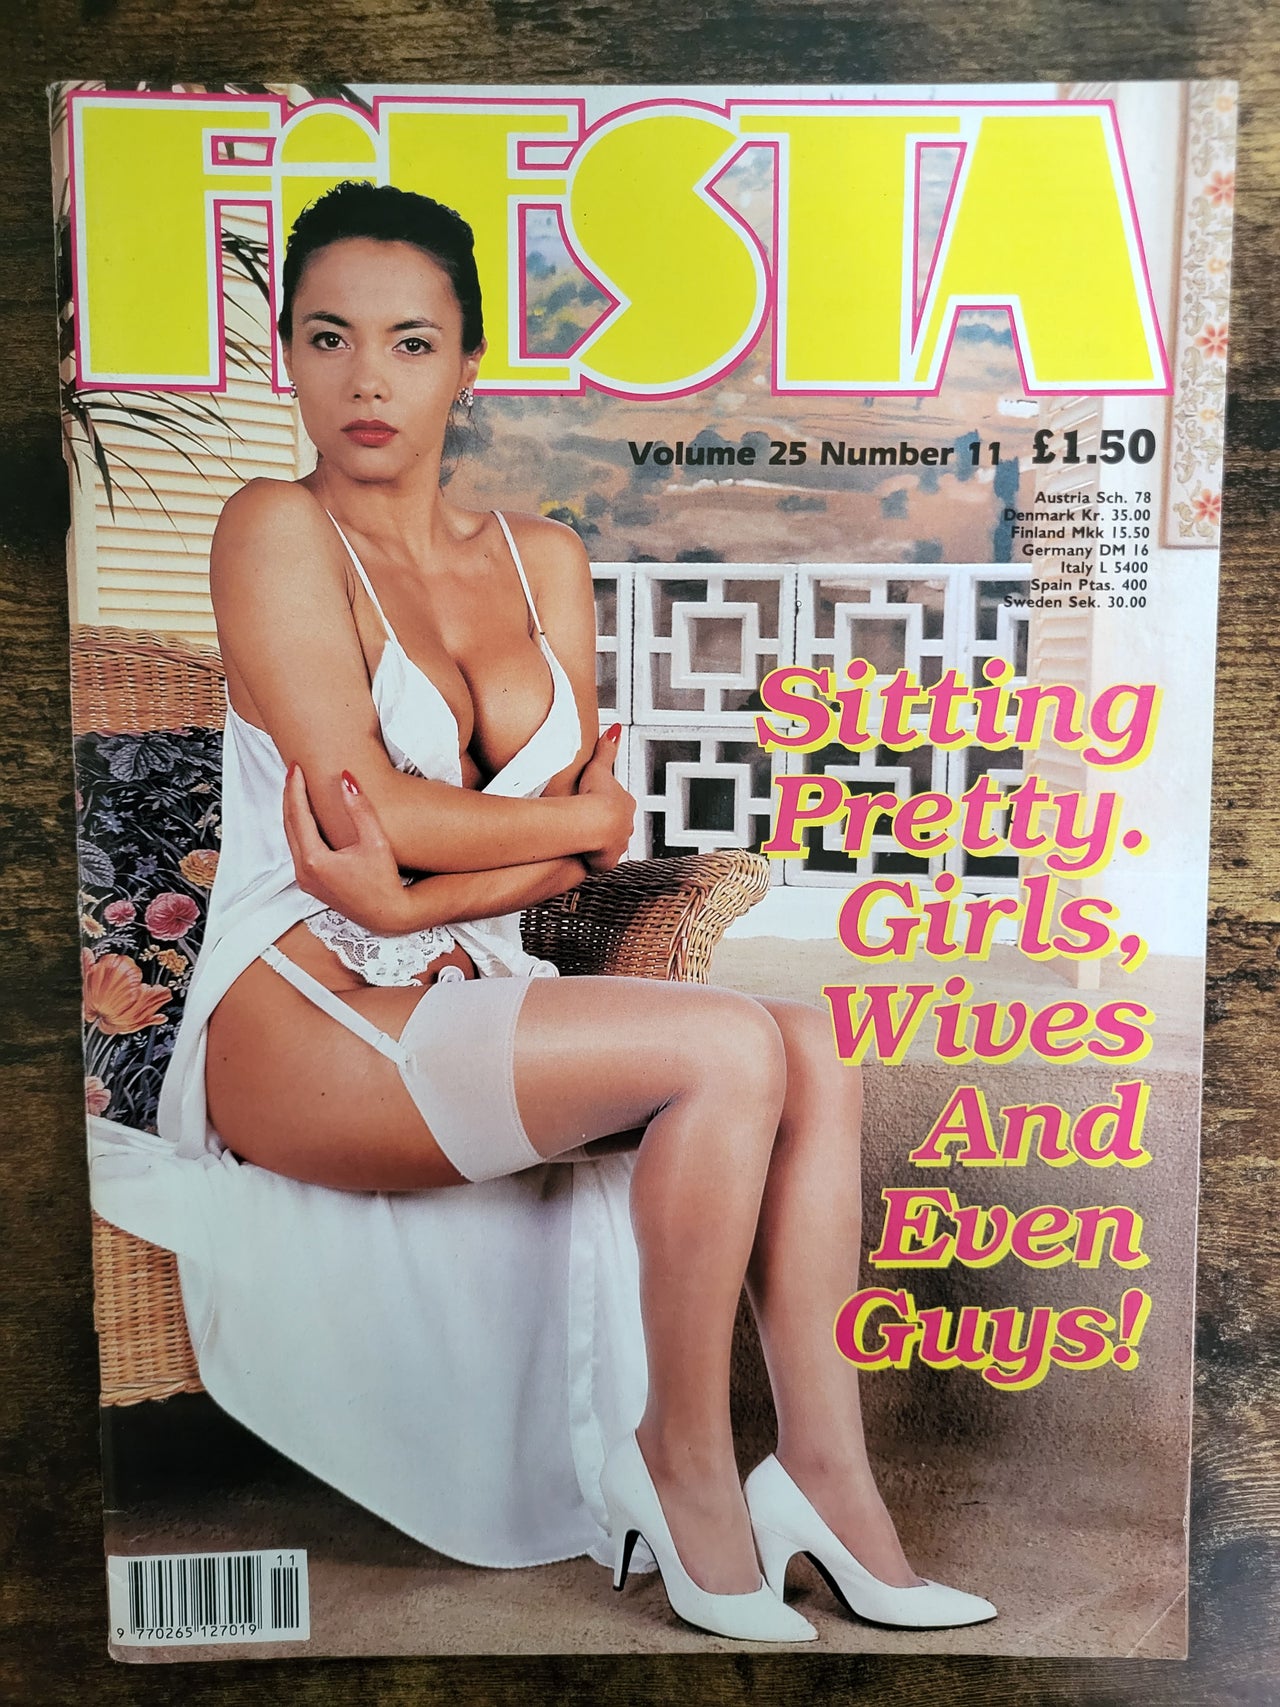 FiESTA
Volume 25 Number 11 £1.50
Austria Sch. 78
Denmark Kr. 35.00
Finland Mkk 15.50
Germany DM 16
Italy L 5400
Spain Ptas. 400
Sweden Sek. 30.00
Sitting
Pretty.
Girls,
Wives
And
Even
Guys!
11
9 770265 127019